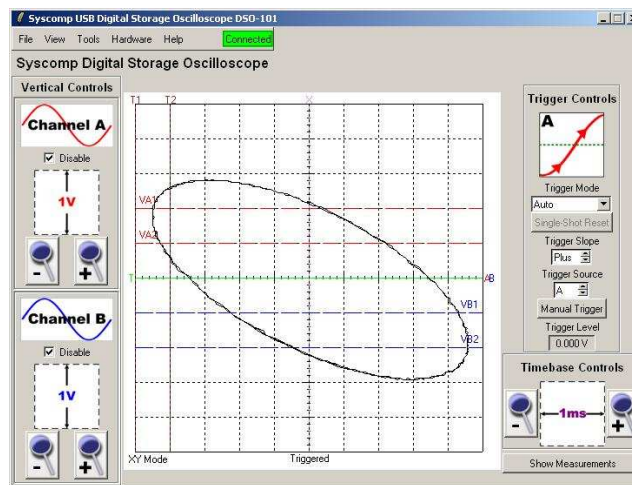 Syscomp USB Digital Storage Oscilloscope DSO-101
File View Tools Hardware Help Connected
Syscomp Digital Storage Oscilloscope
Vertical Controls
Channel A
Disable
1V
- +
Channel B
Disable
1V
- +
T1 T2 X
VA1
VA2
T AB
VB1
VB2
XY Mode Triggered
Trigger Controls
A
Trigger Mode
Auto
Single-Shot Reset
Trigger Slope
Plus
Trigger Source
A
Manual Trigger
Trigger Level
0.000 V
Timebase Controls
- 1ms +
Show Measurements